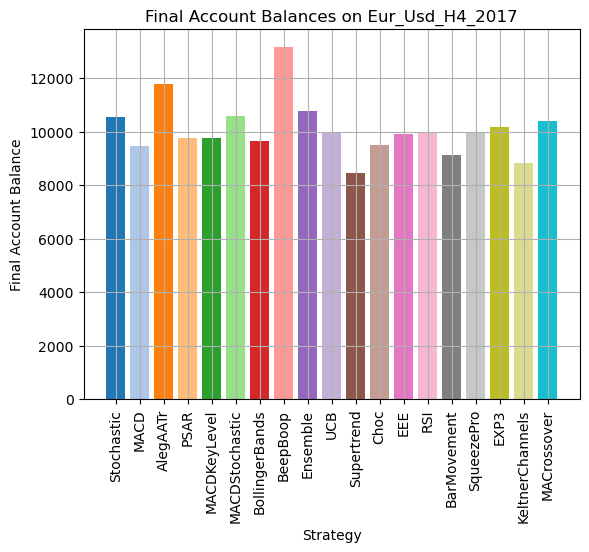 Final Account Balances on Eur_Usd_H4_2017
Final Account Balance
12000
10000
8000
6000
4000
2000
0
Stochastic
MACD
AlegAATr
PSAR
MACDKeyLevel
MACDStochastic
BollingerBands
BeepBoop
Ensemble
UCB
Supertrend
Choc
EEE
RSI
BarMovement
SqueezePro
EXP3
KeltnerChannels
MACrossover
Strategy